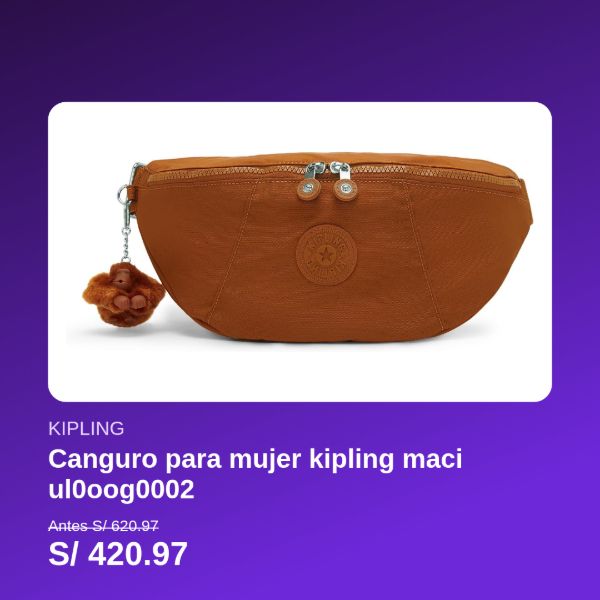 KIPLING
Canguro para mujer kipling maci
ul0oog0002
Antes S/ 620.97
S/ 420.97